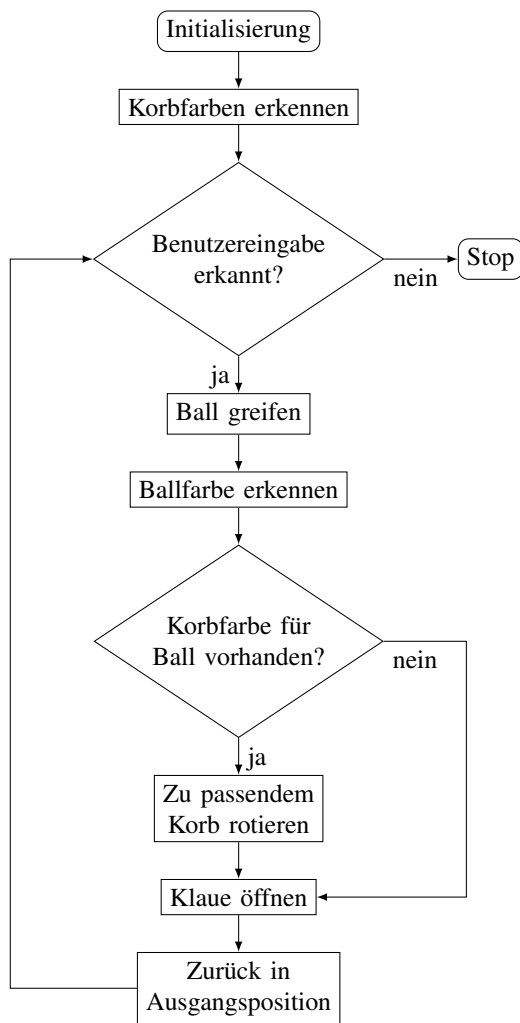 Initialisierung
Korbfarben erkennen
Benutzereingabe
erkannt?
Stop
nein
ja
Ball greifen
Ballfarbe erkennen
Korbfarbe für
Ball vorhanden?
nein
ja
Zu passendem
Korb rotieren
Klaue öffnen
Zurück in
Ausgangsposition